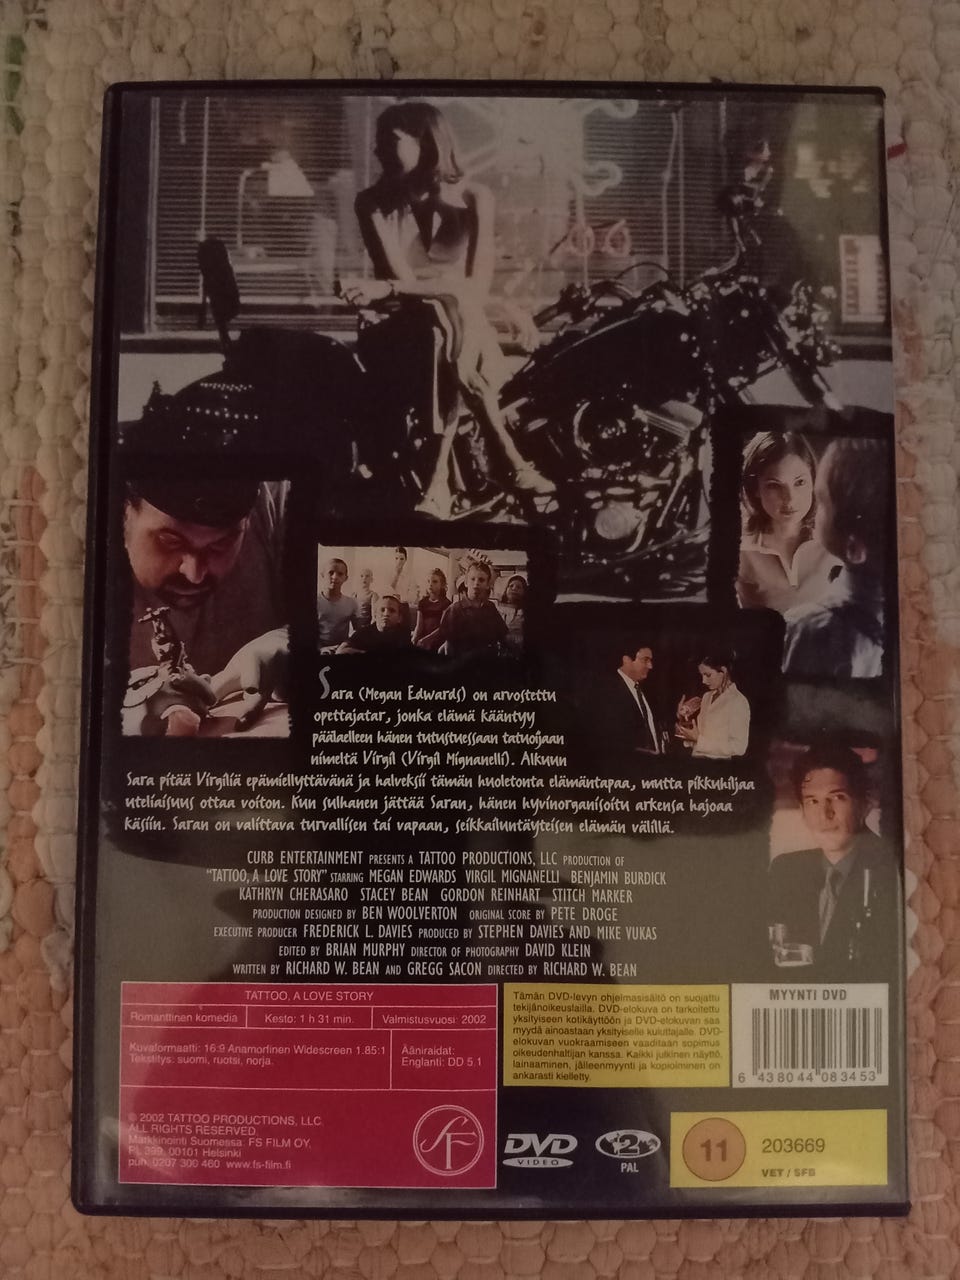 Sara (Megan Edwards) on arvostettu
opettajatar, jonka elämä kääntyy
päälaelleen hänen tutustuessaan tatuoijaan
nimeltä Virgil (Virgil Mignanelli). Alkuun
Sara pitää Virgiliä epämiellyttävänä ja halveksii tämän huoletonta elämäntapaa, mutta pikkuhiljaa
uteliaisuus ottaa voiton. Kun sulhanen jättää Saran, hänen hyvinorganisoitu arkensa hajoaa
käsiin. Saran on valittava turvallisen tai vapaan, seikkailuntäyteisen elämän välillä.
CURB ENTERTAINMENT PRESENTS A TATTOO PRODUCTIONS, LLC PRODUCTION OF
"TATTOO, A LOVE STORY" STARRING MEGAN EDWARDS VIRGIL MIGNANELLI BENJAMIN BURDICK
KATHRYN CHERASARO STACEY BEAN GORDON REINHART STITCH MARKER
PRODUCTION DESIGNED BY BEN WOOLVERTON ORIGINAL SCORE BY PETE DROGE
EXECUTIVE PRODUCER FREDERICK L. DAVIES PRODUCED BY STEPHEN DAVIES AND MIKE VUKAS
EDITED BY BRIAN MURPHY DIRECTOR OF PHOTOGRAPHY DAVID KLEIN
WRITTEN BY RICHARD W. BEAN AND GREGG SACON DIRECTED BY RICHARD W. BEAN
TATTOO, A LOVE STORY
Romanttinen komedia Kesto: 1 h 31 min. Valmistusvuosi: 2002
Kuvaformaatti: 16:9 Anamorfinen Widescreen 1.85:1
Tekstitys: suomi, ruotsi, norja.
Ääniraidat:
Englanti: DD 5.1
© 2002 TATTOO PRODUCTIONS, LLC.
ALL RIGHTS RESERVED.
Markkinointi Suomessa: FS FILM OY.
PL 399, 00101 Helsinki
puh. 0207 300 460 www.fs-film.fi
SF
Tämän DVD-levyn ohjelmasisältö on suojattu
tekijänoikeuslailla. DVD-elokuva on tarkoitettu
yksityiseen kotikäyttöön ja DVD-elokuvan saa
myydä ainoastaan yksityiselle kuluttajalle. DVD-
elokuvan vuokraamiseen vaaditaan sopimus
oikeudenhaltijan kanssa. Kaikki julkinen näyttö,
lainaaminen, jälleenmyynti ja kopioiminen on
ankarasti kielletty.
MYYNTI DVD
6 438044 083453
DVD
VIDEO
2
PAL
11
203669
VET / SFB